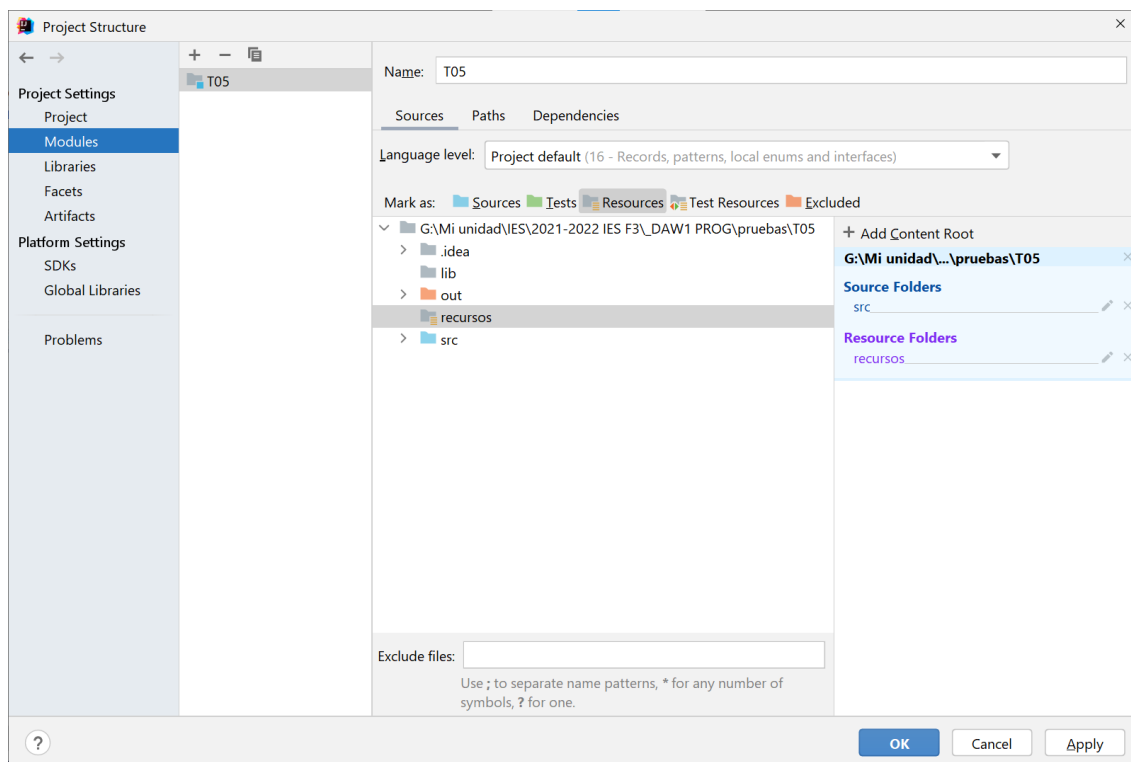 Project Structure
Project Settings
Project
Modules
Libraries
Facets
Artifacts
Platform Settings
SDKs
Global Libraries
Problems
T05
Name: T05
Sources Paths Dependencies
Language level: Project default (16 - Records, patterns, local enums and interfaces)
Mark as: Sources Tests Resources Test Resources Excluded
G:\Mi unidad\IES\2021-2022 IES F3\_DAW1 PROG\pruebas\T05
.idea
lib
out
recursos
src
+ Add Content Root
G:\Mi unidad\...\pruebas\T05
Source Folders
src
Resource Folders
recursos
Exclude files:
Use ; to separate name patterns, * for any number of
symbols, ? for one.
?
OK Cancel Apply